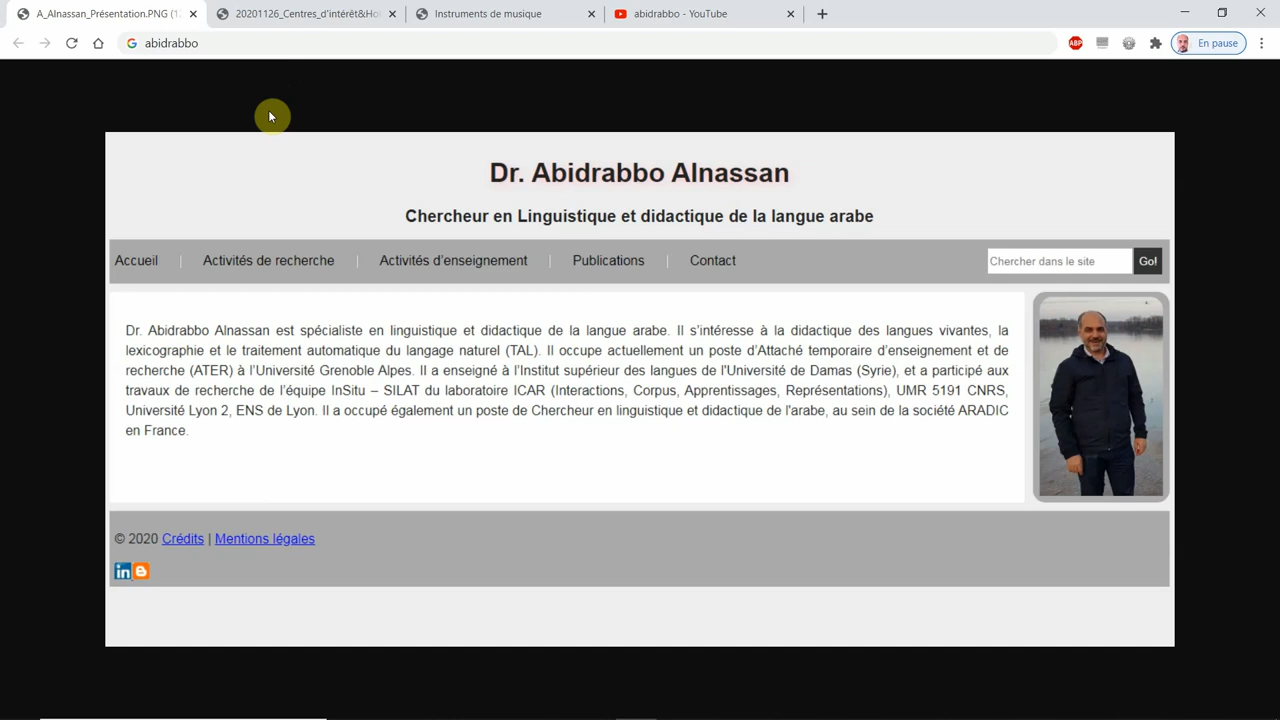 A_Alnassan_Présentation.PNG (1
20201126_Centres_d'intérêt&Ho
Instruments de musique
abidrabbo - YouTube
abidrabbo
ABP
En pause
Dr. Abidrabbo Alnassan
Chercheur en Linguistique et didactique de la langue arabe
Accueil | Activités de recherche | Activités d'enseignement | Publications | Contact
Chercher dans le site Go!
Dr. Abidrabbo Alnassan est spécialiste en linguistique et didactique de la langue arabe. Il s'intéresse à la didactique des langues vivantes, la
lexicographie et le traitement automatique du langage naturel (TAL). Il occupe actuellement un poste d'Attaché temporaire d'enseignement et de
recherche (ATER) à l'Université Grenoble Alpes. Il a enseigné à l'Institut supérieur des langues de l'Université de Damas (Syrie), et a participé aux
travaux de recherche de l'équipe InSitu – SILAT du laboratoire ICAR (Interactions, Corpus, Apprentissages, Représentations), UMR 5191 CNRS,
Université Lyon 2, ENS de Lyon. Il a occupé également un poste de Chercheur en linguistique et didactique de l'arabe, au sein de la société ARADIC
en France.
© 2020 Crédits | Mentions légales
in